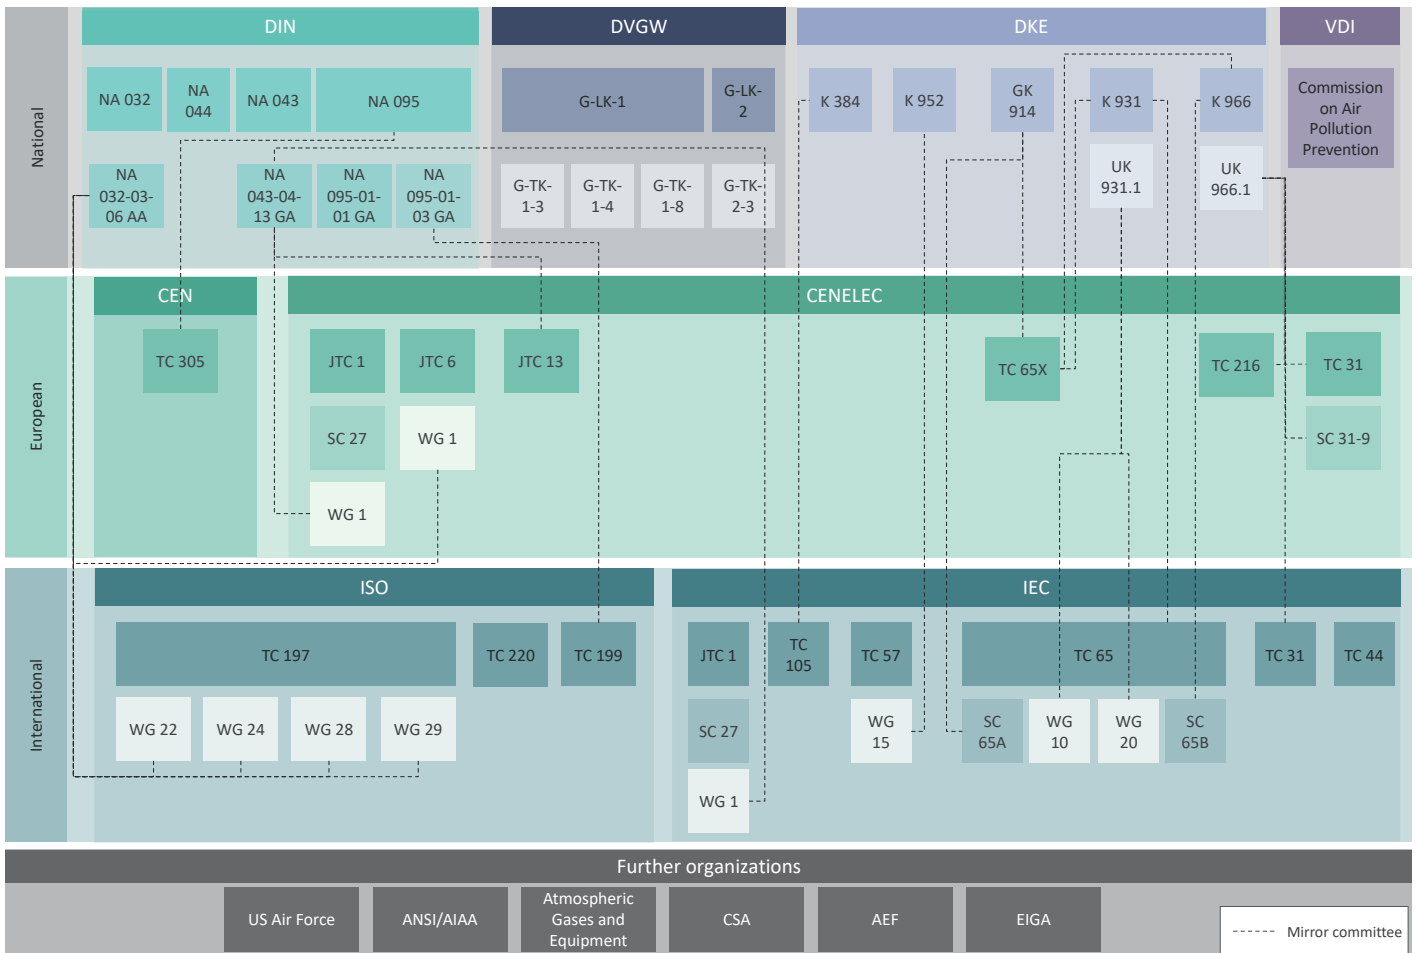 DIN
DVGW
DKE
VDI
National
NA 032
NA
044
NA 043
NA 095
G-LK-1
G-LK-
2
K 384
K 952
GK
914
K 931
K 966
Commission
on Air
Pollution
Prevention
NA
032-03-
06 AA
NA
043-04-
13 GA
NA
095-01-
01 GA
NA
095-01-
03 GA
G-TK-
1-3
G-TK-
1-4
G-TK-
1-8
G-TK-
2-3
UK
931.1
UK
966.1
European
CEN
CENELEC
TC 305
JTC 1
JTC 6
JTC 13
TC 65X
TC 216
TC 31
SC 27
WG 1
SC 31-9
WG 1
International
ISO
IEC
TC 197
TC 220
TC 199
JTC 1
TC
105
TC 57
TC 65
TC 31
TC 44
WG 22
WG 24
WG 28
WG 29
SC 27
WG
15
SC
65A
WG
10
WG
20
SC
65B
WG 1
Further organizations
US Air Force
ANSI/AIAA
Atmospheric
Gases and
Equipment
CSA
AEF
EIGA
Mirror committee